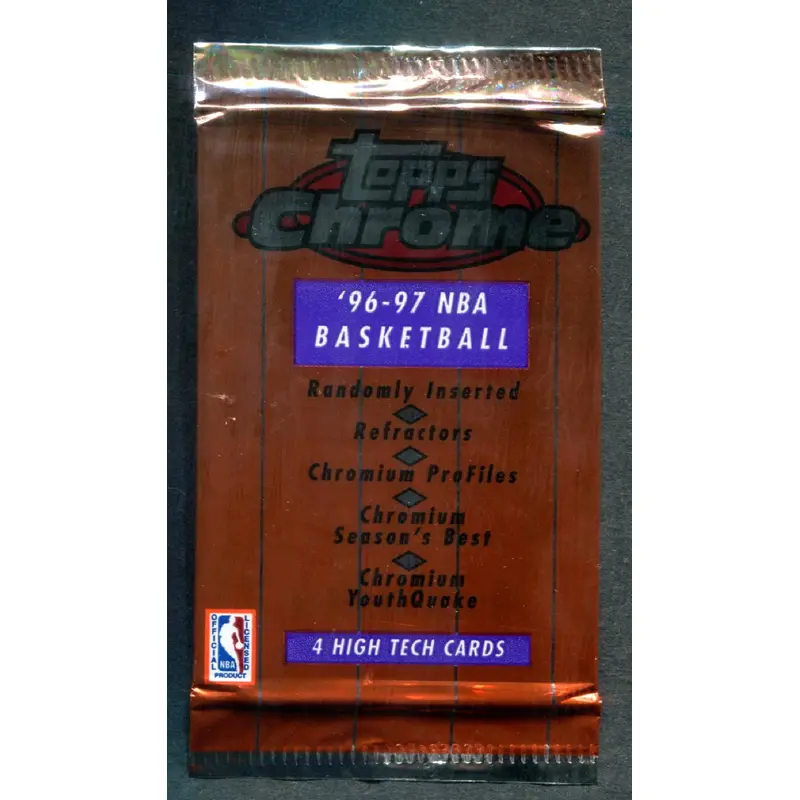 Topps
Chrome
'96-97 NBA
BASKETBALL
Randomly Inserted
Refractors
Chromium ProFiles
Chromium
Season's Best
Chromium
YouthQuake
4 HIGH TECH CARDS
OFFICIAL
LICENSED
NBA
PRODUCT